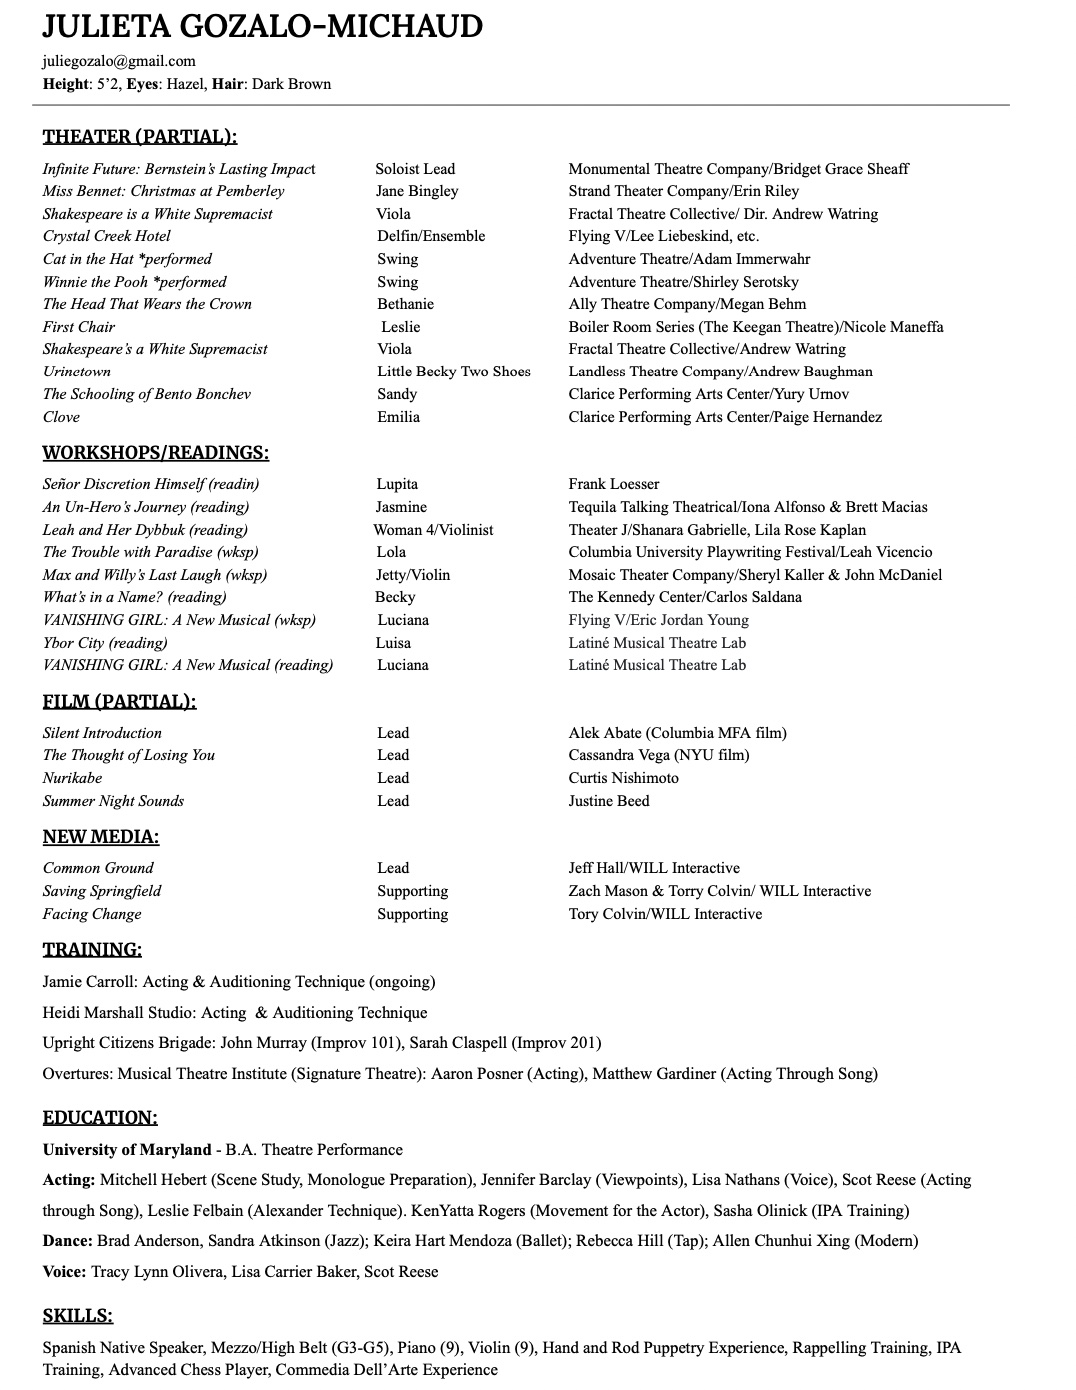 JULIETA GOZALO-MICHAUD
juliegozalo@gmail.com
Height: 5’2, Eyes: Hazel, Hair: Dark Brown
THEATER (PARTIAL):
Infinite Future: Bernstein’s Lasting Impact Soloist Lead Monumental Theatre Company/Bridget Grace Sheaff
Miss Bennet: Christmas at Pemberley Jane Bingley Strand Theater Company/Erin Riley
Shakespeare is a White Supremacist Viola Fractal Theatre Collective/ Dir. Andrew Watring
Crystal Creek Hotel Delfin/Ensemble Flying V/Lee Liebeskind, etc.
Cat in the Hat *performed Swing Adventure Theatre/Adam Immerwahr
Winnie the Pooh *performed Swing Adventure Theatre/Shirley Serotsky
The Head That Wears the Crown Bethanie Ally Theatre Company/Megan Behm
First Chair Leslie Boiler Room Series (The Keegan Theatre)/Nicole Maneffa
Shakespeare’s a White Supremacist Viola Fractal Theatre Collective/Andrew Watring
Urinetown Little Becky Two Shoes Landless Theatre Company/Andrew Baughman
The Schooling of Bento Bonchev Sandy Clarice Performing Arts Center/Yury Urnov
Clove Emilia Clarice Performing Arts Center/Paige Hernandez
WORKSHOPS/READINGS:
Señor Discretion Himself (readin) Lupita Frank Loesser
An Un-Hero’s Journey (reading) Jasmine Tequila Talking Theatrical/Iona Alfonso & Brett Macias
Leah and Her Dybbuk (reading) Woman 4/Violinist Theater J/Shanara Gabrielle, Lila Rose Kaplan
The Trouble with Paradise (wksp) Lola Columbia University Playwriting Festival/Leah Vicencio
Max and Willy’s Last Laugh (wksp) Jetty/Violin Mosaic Theater Company/Sheryl Kaller & John McDaniel
What’s in a Name? (reading) Becky The Kennedy Center/Carlos Saldana
VANISHING GIRL: A New Musical (wksp) Luciana Flying V/Eric Jordan Young
Ybor City (reading) Luisa Latiné Musical Theatre Lab
VANISHING GIRL: A New Musical (reading) Luciana Latiné Musical Theatre Lab
FILM (PARTIAL):
Silent Introduction Lead Alek Abate (Columbia MFA film)
The Thought of Losing You Lead Cassandra Vega (NYU film)
Nurikabe Lead Curtis Nishimoto
Summer Night Sounds Lead Justine Beed
NEW MEDIA:
Common Ground Lead Jeff Hall/WILL Interactive
Saving Springfield Supporting Zach Mason & Torry Colvin/ WILL Interactive
Facing Change Supporting Tory Colvin/WILL Interactive
TRAINING:
Jamie Carroll: Acting & Auditioning Technique (ongoing)
Heidi Marshall Studio: Acting  & Auditioning Technique
Upright Citizens Brigade: John Murray (Improv 101), Sarah Claspell (Improv 201)
Overtures: Musical Theatre Institute (Signature Theatre): Aaron Posner (Acting), Matthew Gardiner (Acting Through Song)
EDUCATION:
University of Maryland - B.A. Theatre Performance
Acting: Mitchell Hebert (Scene Study, Monologue Preparation), Jennifer Barclay (Viewpoints), Lisa Nathans (Voice), Scot Reese (Acting
through Song), Leslie Felbain (Alexander Technique). KenYatta Rogers (Movement for the Actor), Sasha Olinick (IPA Training)
Dance: Brad Anderson, Sandra Atkinson (Jazz); Keira Hart Mendoza (Ballet); Rebecca Hill (Tap); Allen Chunhui Xing (Modern)
Voice: Tracy Lynn Olivera, Lisa Carrier Baker, Scot Reese
SKILLS:
Spanish Native Speaker, Mezzo/High Belt (G3-G5), Piano (9), Violin (9), Hand and Rod Puppetry Experience, Rappelling Training, IPA
Training, Advanced Chess Player, Commedia Dell’Arte Experience